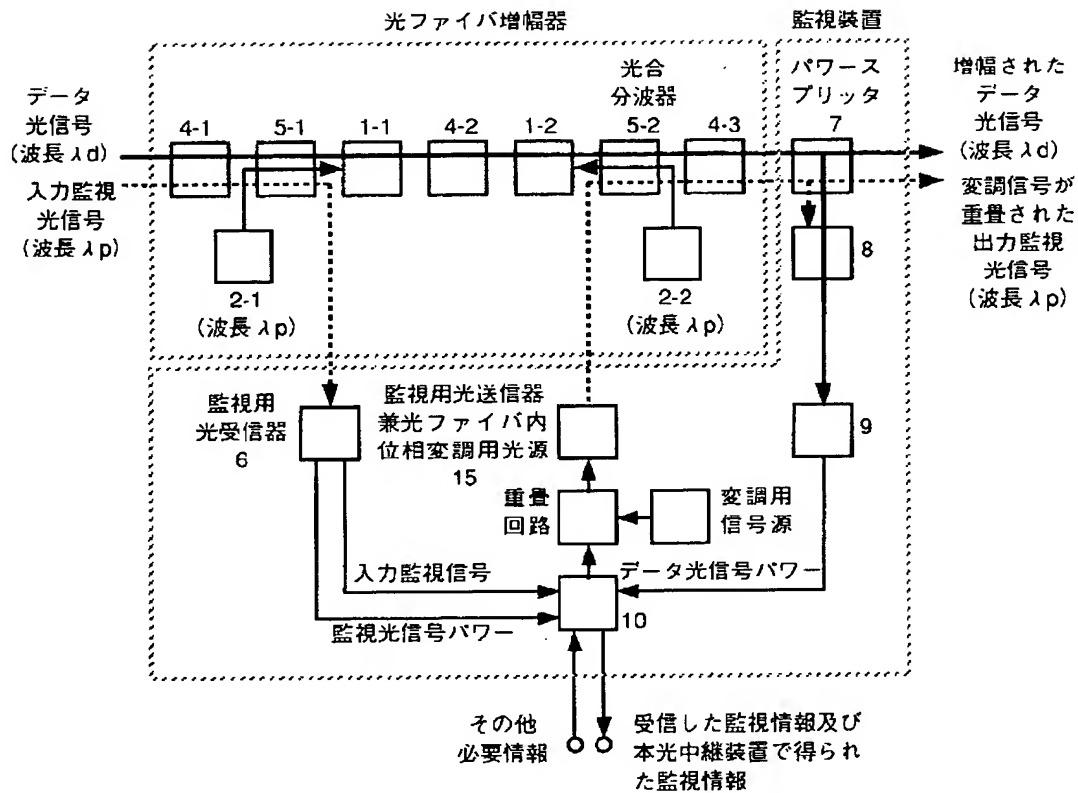 光ファイバ増幅器
監視装置
データ
光信号
(波長λd)
入力監視
光信号
(波長λp)
4-1
5-1
1-1
4-2
1-2
光合
分波器
5-2
4-3
パワース
プリッタ
7
増幅された
データ
光信号
(波長λd)
変調信号が
重畳された
出力監視
光信号
(波長λp)
8
2-1
(波長λp)
2-2
(波長λp)
監視用
光受信器
6
監視用光送信器
兼光ファイバ内
位相変調用光源
15
9
重畳
回路
変調用
信号源
入力監視信号
データ光信号パワー
監視光信号パワー
10
その他
必要情報
受信した監視情報及び
本光中継装置で得られ
た監視情報